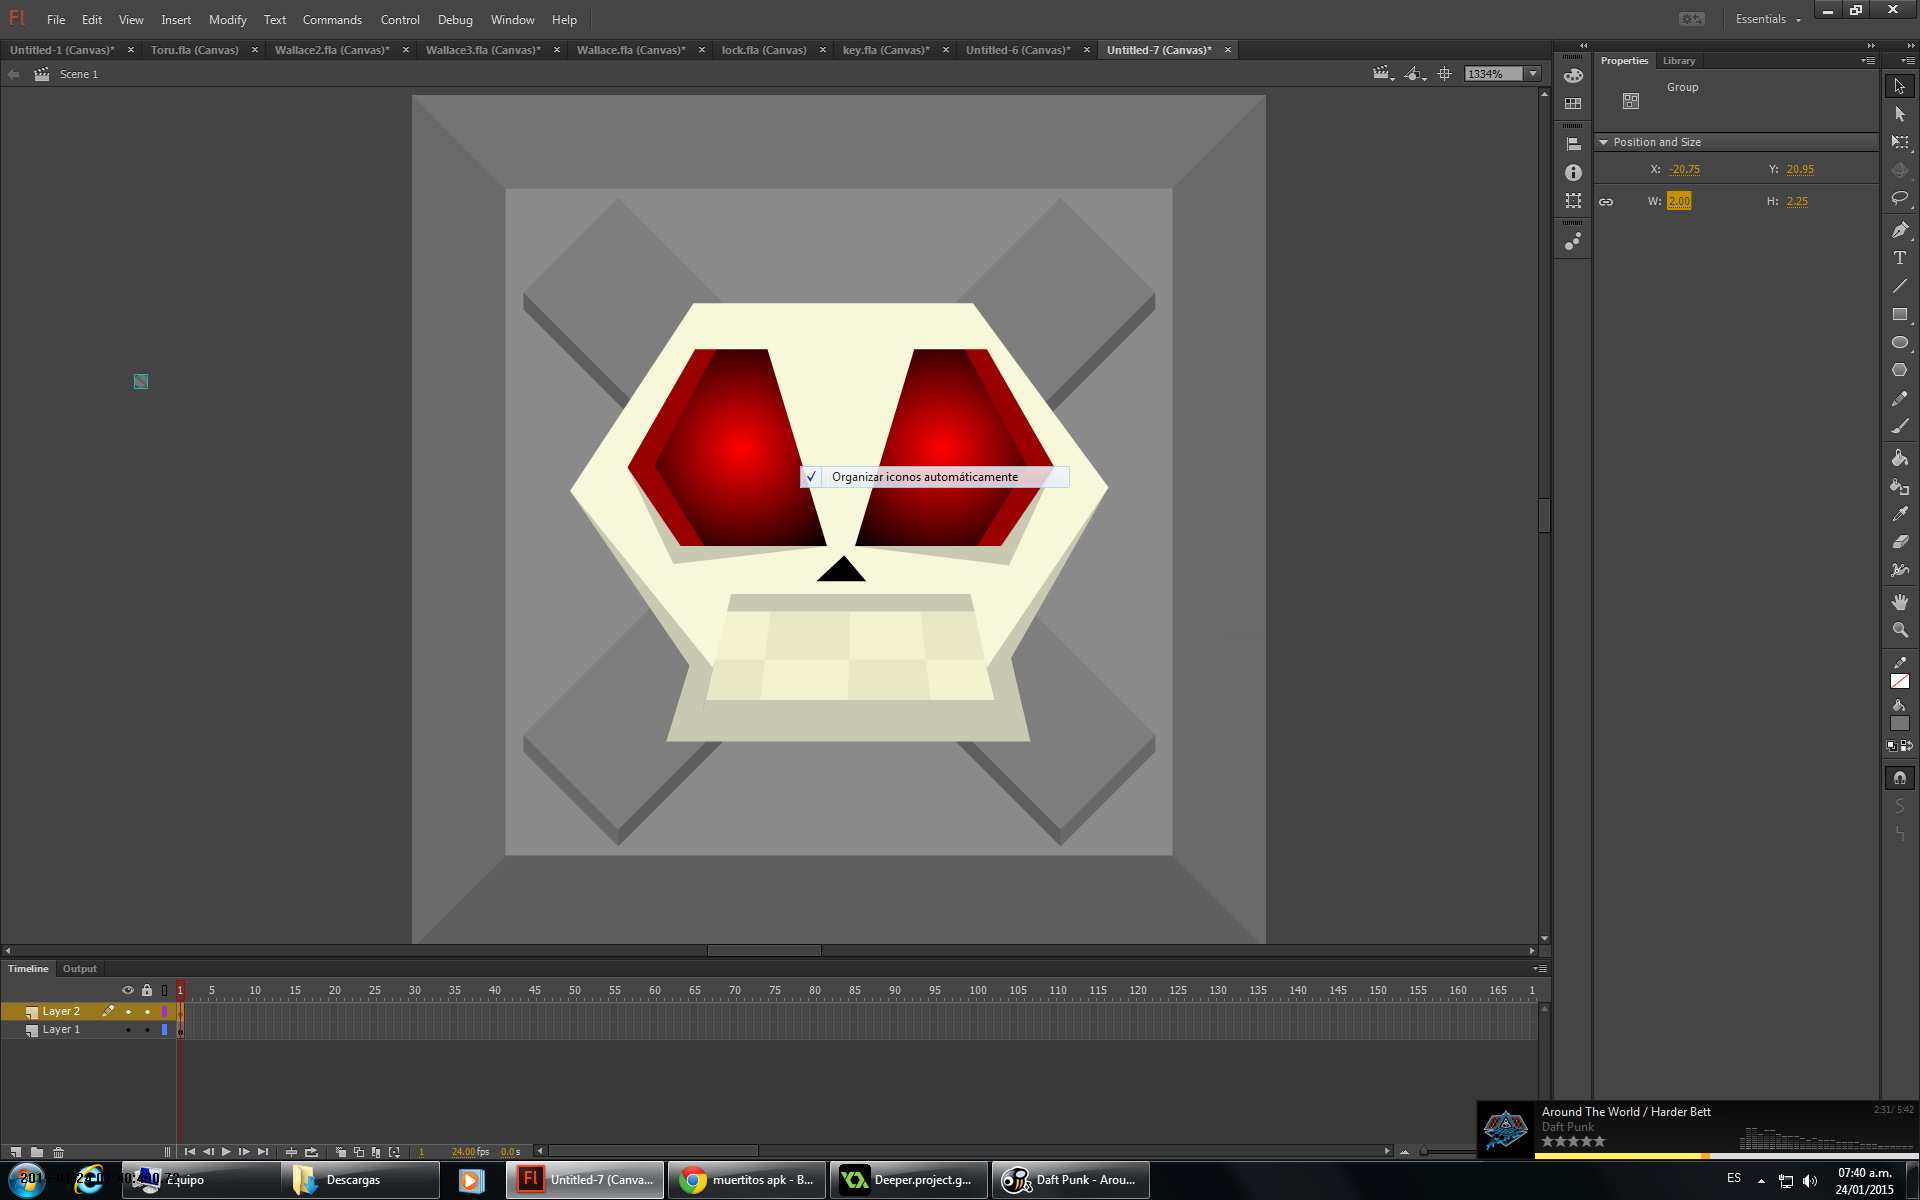 Fl File Edit View Insert Modify Text Commands Control Debug Window Help Essentials
Untitled-1 (Canvas)* Toru.fla (Canvas) Wallace2.fla (Canvas)* Wallace3.fla (Canvas)* Wallace.fla (Canvas)* lock.fla (Canvas) key.fla (Canvas)* Untitled-6 (Canvas)* Untitled-7 (Canvas)*
Scene 1 1334%
Properties Library
Group
Position and Size
X: -20.75 Y: 20.95
W: 2.00 H: 2.25
Organizar iconos automáticamente
Timeline Output
1 5 10 15 20 25 30 35 40 45 50 55 60 65 70 75 80 85 90 95 100 105 110 115 120 125 130 135 140 145 150 155 160 165 1
Layer 2
Layer 1
1 24.00 fps 0.0 s
Around The World / Harder Bett 2:31/ 5:42
Daft Punk
Equipo Descargas Untitled-7 (Canva... muertitos apk - B... Deeper.project.g... Daft Punk - Arou... ES
07:40 a.m.
24/01/2015